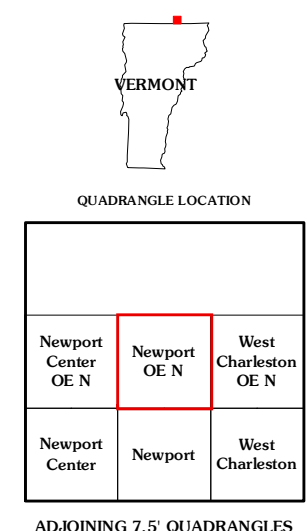 VERMONT
QUADRANGLE LOCATION
Newport
Center
OE N
Newport
OE N
West
Charleston
OE N
Newport
Center
Newport
West
Charleston
ADJOINING 7.5' QUADRANGLES